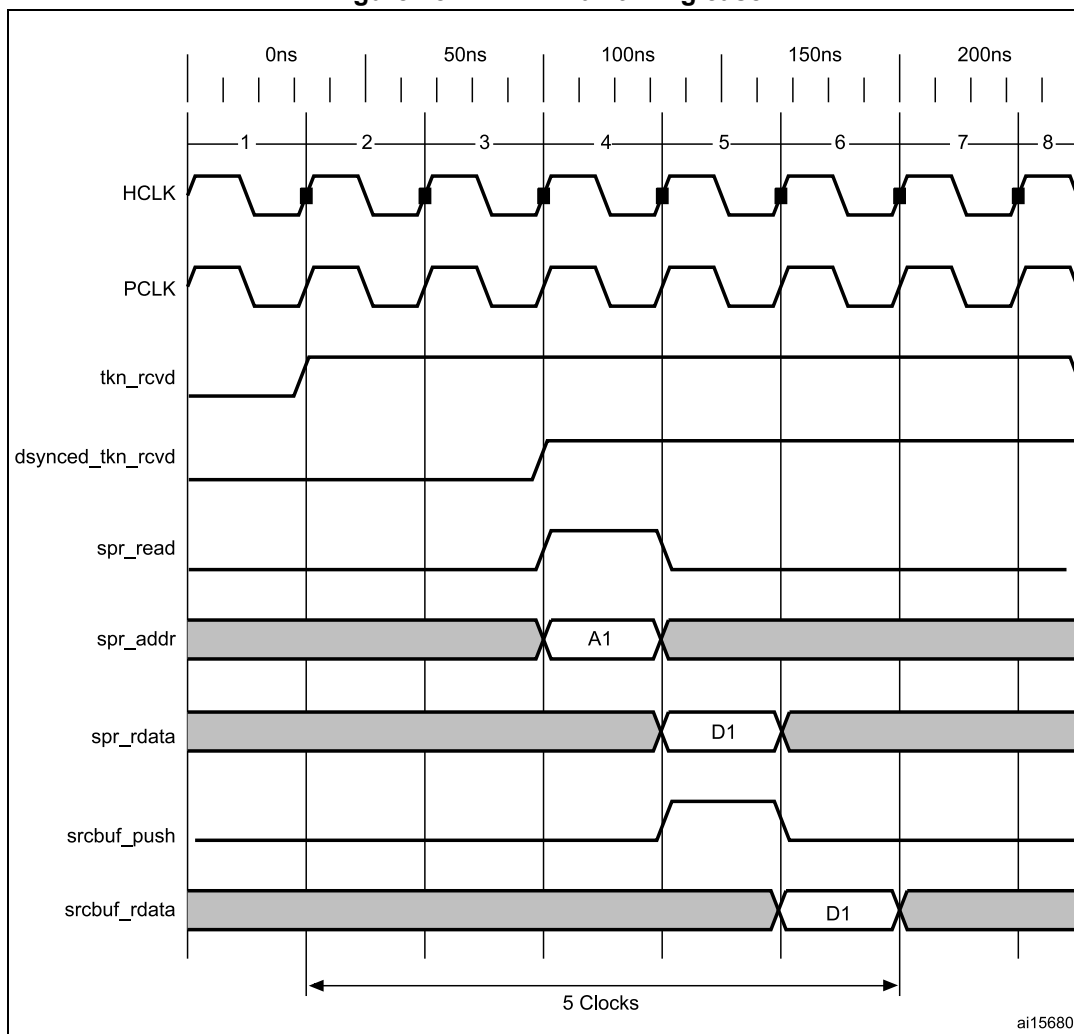 0ns 50ns 100ns 150ns 200ns
1 2 3 4 5 6 7 8
HCLK
PCLK
tkn_rcvd
dsynced_tkn_rcvd
spr_read
spr_addr A1
spr_rdata D1
srcbuf_push
srcbuf_rdata D1
5 Clocks
ai15680